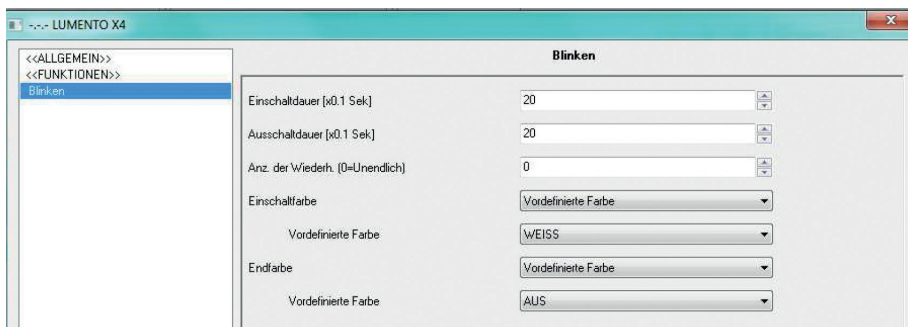 -.-.- LUMENTO X4
<<ALLGEMEIN>>
<<FUNKTIONEN>>
Blinken
Blinken
Einschaltdauer [x0.1 Sek] 20
Ausschaltdauer [x0.1 Sek] 20
Anz. der Wiederh. (0=Unendlich) 0
Einschaltfarbe Vordefinierte Farbe
Vordefinierte Farbe WEISS
Endfarbe Vordefinierte Farbe
Vordefinierte Farbe AUS